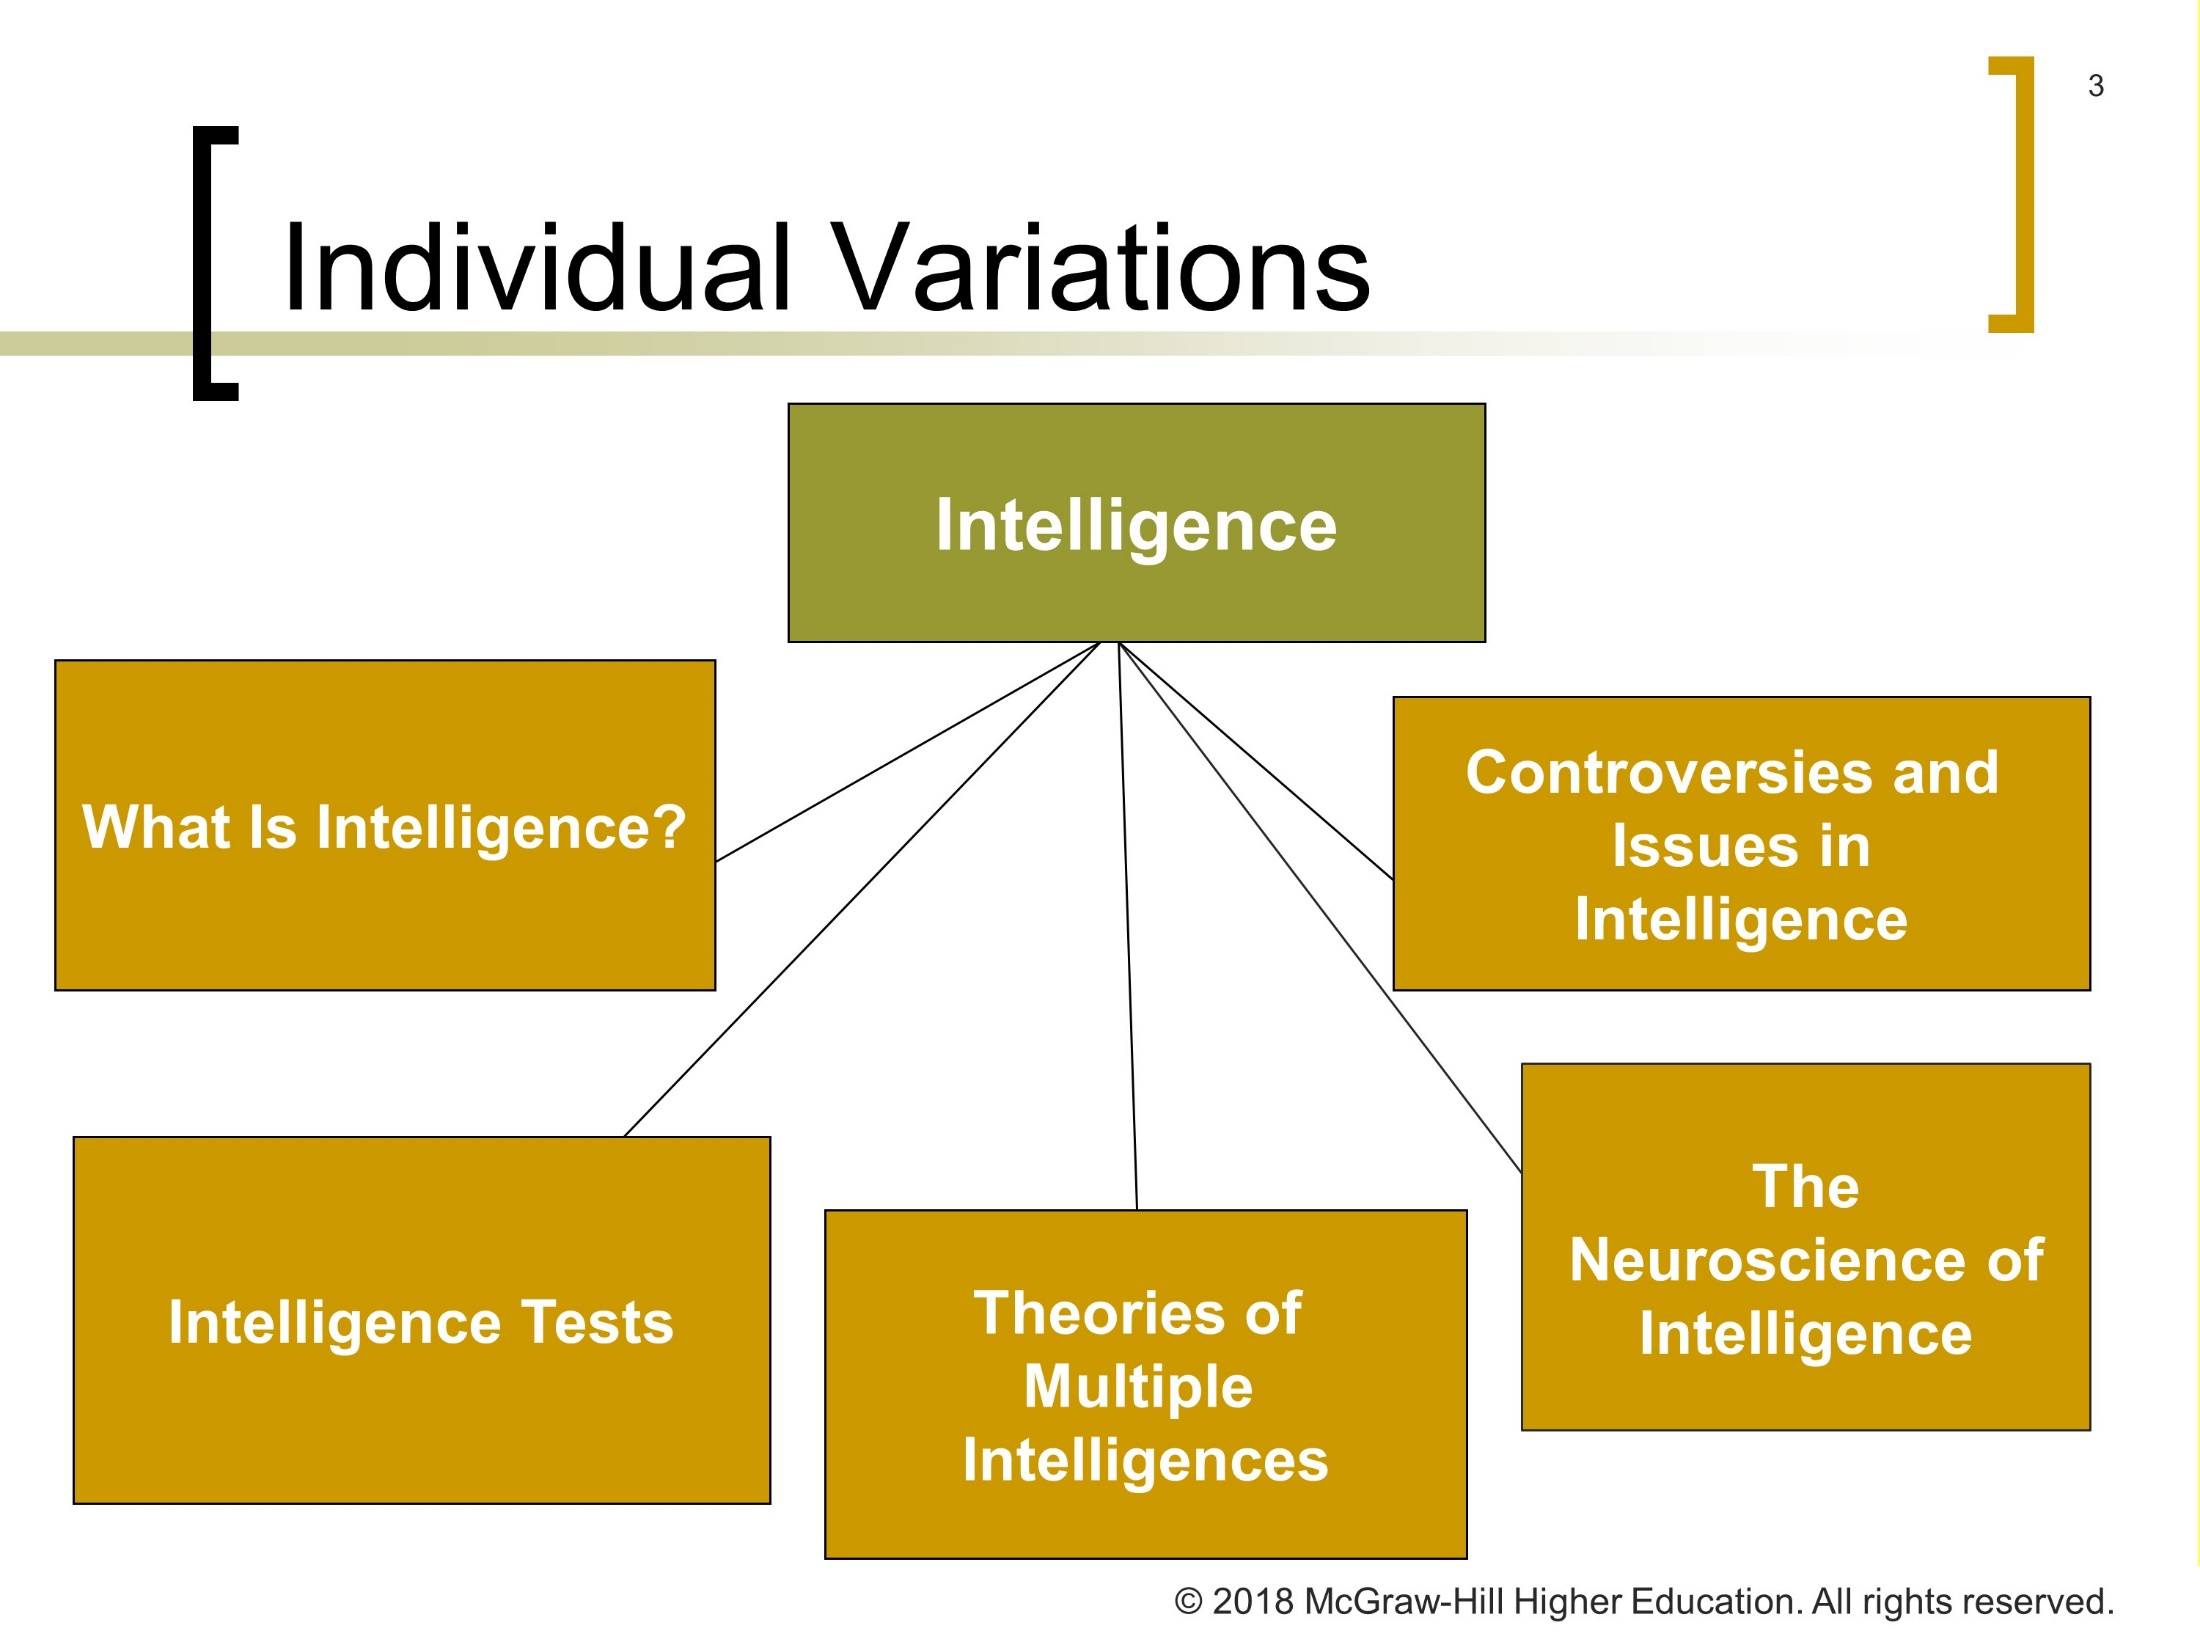 3
Individual Variations
Intelligence
What Is Intelligence?
Controversies and
Issues in
Intelligence
Intelligence Tests
Theories of
Multiple
Intelligences
The
Neuroscience of
Intelligence
© 2018 McGraw-Hill Higher Education. All rights reserved.